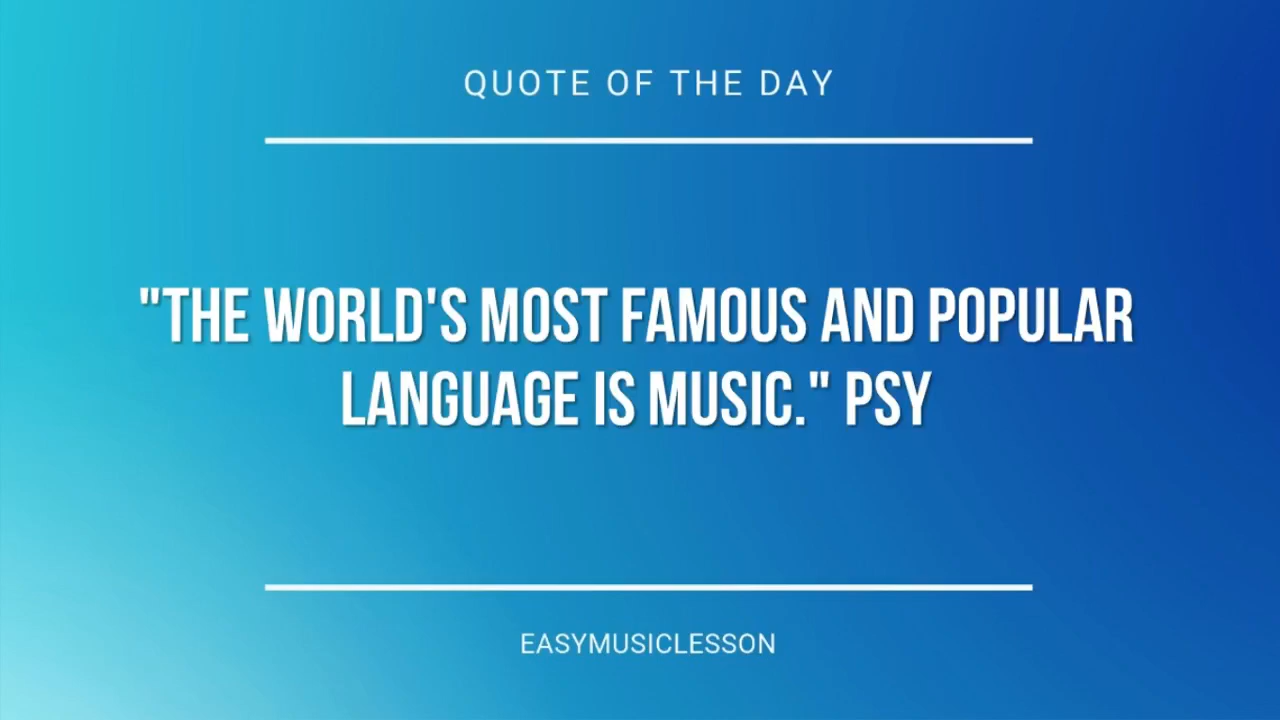 QUOTE OF THE DAY
"THE WORLD'S MOST FAMOUS AND POPULAR
LANGUAGE IS MUSIC." PSY
EASYMUSICLESSON